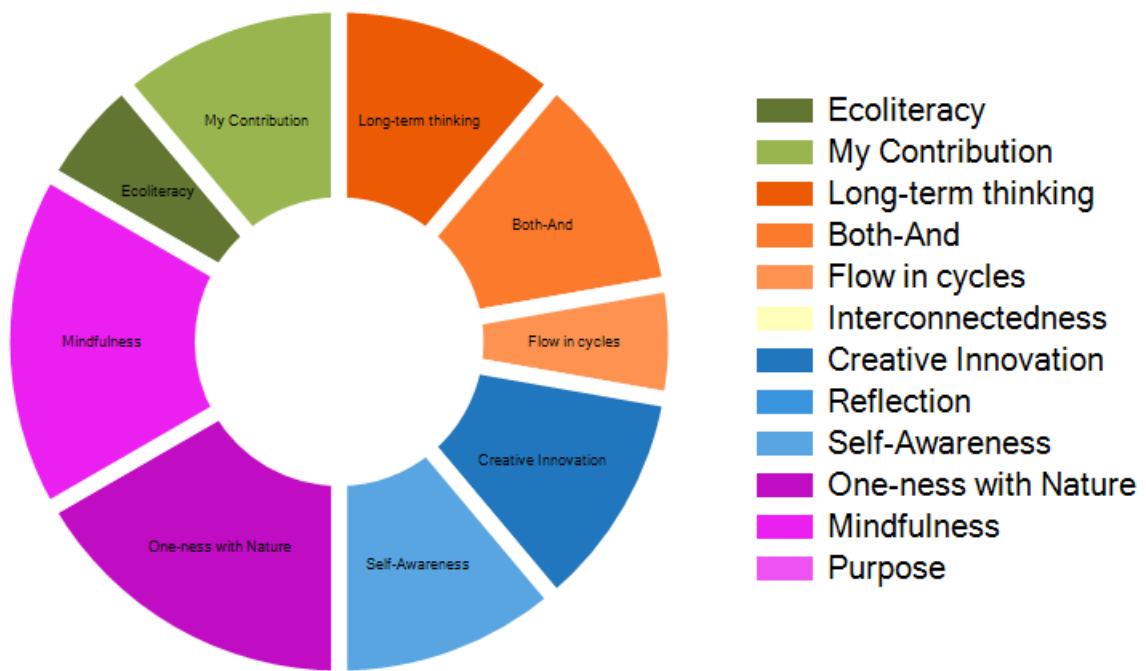 My Contribution
Long-term thinking
Ecoliteracy
Both-And
Mindfulness
Flow in cycles
Creative Innovation
One-ness with Nature
Self-Awareness
Ecoliteracy
My Contribution
Long-term thinking
Both-And
Flow in cycles
Interconnectedness
Creative Innovation
Reflection
Self-Awareness
One-ness with Nature
Mindfulness
Purpose